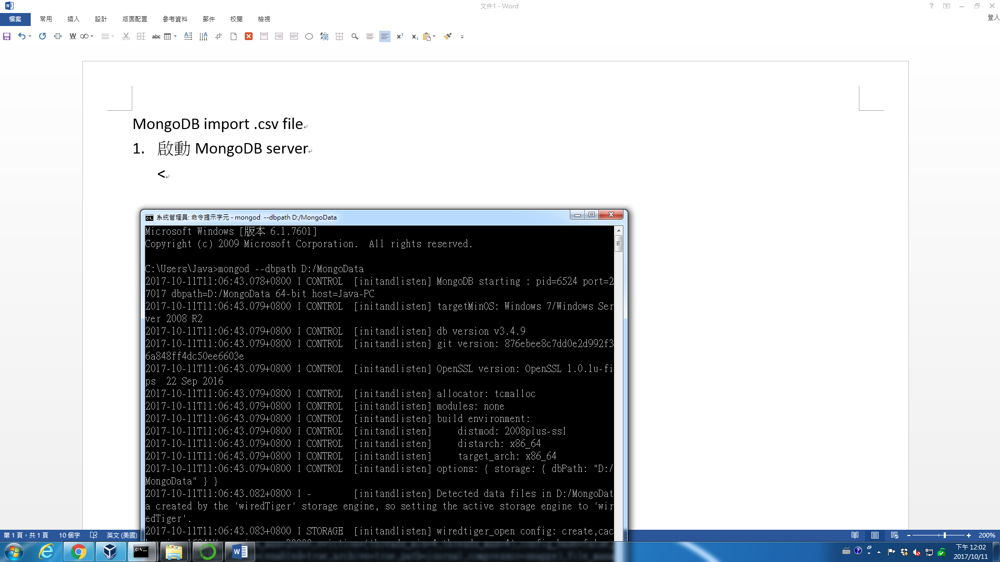 文件1 - Word
檔案 常用 插入 設計 版面配置 參考資料 郵件 校閱 檢視
登入
MongoDB import .csv file
1. 啟動 MongoDB server
<
系統管理員: 命令提示字元 - mongod --dbpath D:/MongoData
Microsoft Windows [版本 6.1.7601]
Copyright (c) 2009 Microsoft Corporation. All rights reserved.
C:\Users\Java>mongod --dbpath D:/MongoData
2017-10-11T11:06:43.078+0800 I CONTROL [initandlisten] MongoDB starting : pid=6524 port=2
7017 dbpath=D:/MongoData 64-bit host=Java-PC
2017-10-11T11:06:43.079+0800 I CONTROL [initandlisten] targetMinOS: Windows 7/Windows Ser
ver 2008 R2
2017-10-11T11:06:43.079+0800 I CONTROL [initandlisten] db version v3.4.9
2017-10-11T11:06:43.079+0800 I CONTROL [initandlisten] git version: 876ebee8c7dd0e2d992f3
6a848ff4dc50ee6603e
2017-10-11T11:06:43.079+0800 I CONTROL [initandlisten] OpenSSL version: OpenSSL 1.0.1u-fi
ps 22 Sep 2016
2017-10-11T11:06:43.079+0800 I CONTROL [initandlisten] allocator: tcmalloc
2017-10-11T11:06:43.079+0800 I CONTROL [initandlisten] modules: none
2017-10-11T11:06:43.079+0800 I CONTROL [initandlisten] build environment:
2017-10-11T11:06:43.079+0800 I CONTROL [initandlisten] distmod: 2008plus-ssl
2017-10-11T11:06:43.079+0800 I CONTROL [initandlisten] distarch: x86_64
2017-10-11T11:06:43.079+0800 I CONTROL [initandlisten] target_arch: x86_64
2017-10-11T11:06:43.079+0800 I CONTROL [initandlisten] options: { storage: { dbPath: "D:/
MongoData" } }
2017-10-11T11:06:43.082+0800 I - [initandlisten] Detected data files in D:/MongoDat
a created by the 'wiredTiger' storage engine, so setting the active storage engine to 'wir
edTiger'.
2017-10-11T11:06:43.083+0800 I STORAGE [initandlisten] wiredtiger_open config: create,cac
第 1 頁，共 1 頁 10 個字 英文 (美國) 200%
下午 12:02
2017/10/11